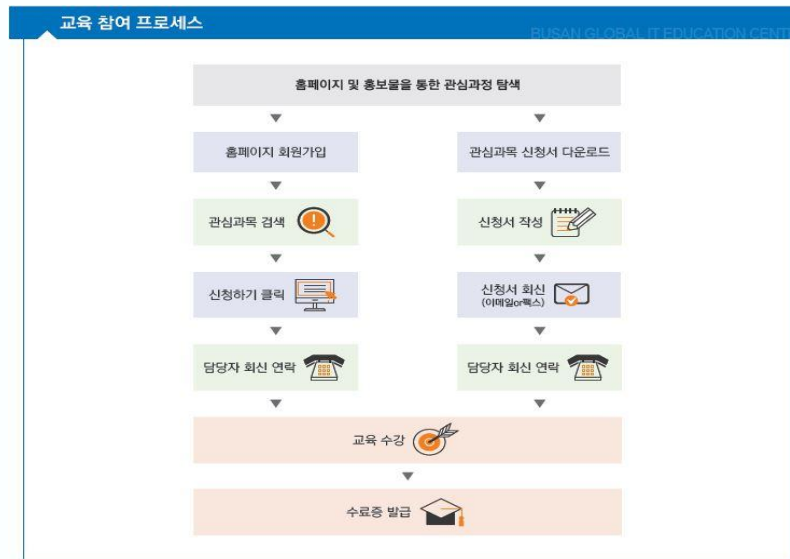 교육 참여 프로세스
BUSAN GLOBAL IT EDUCATION CENT
홈페이지 및 홍보물을 통한 관심과정 탐색
홈페이지 회원가입
관심과목 신청서 다운로드
관심과목 검색
신청서 작성
신청하기 클릭
신청서 회신
(이메일or팩스)
담당자 회신 연락
담당자 회신 연락
교육 수강
수료증 발급